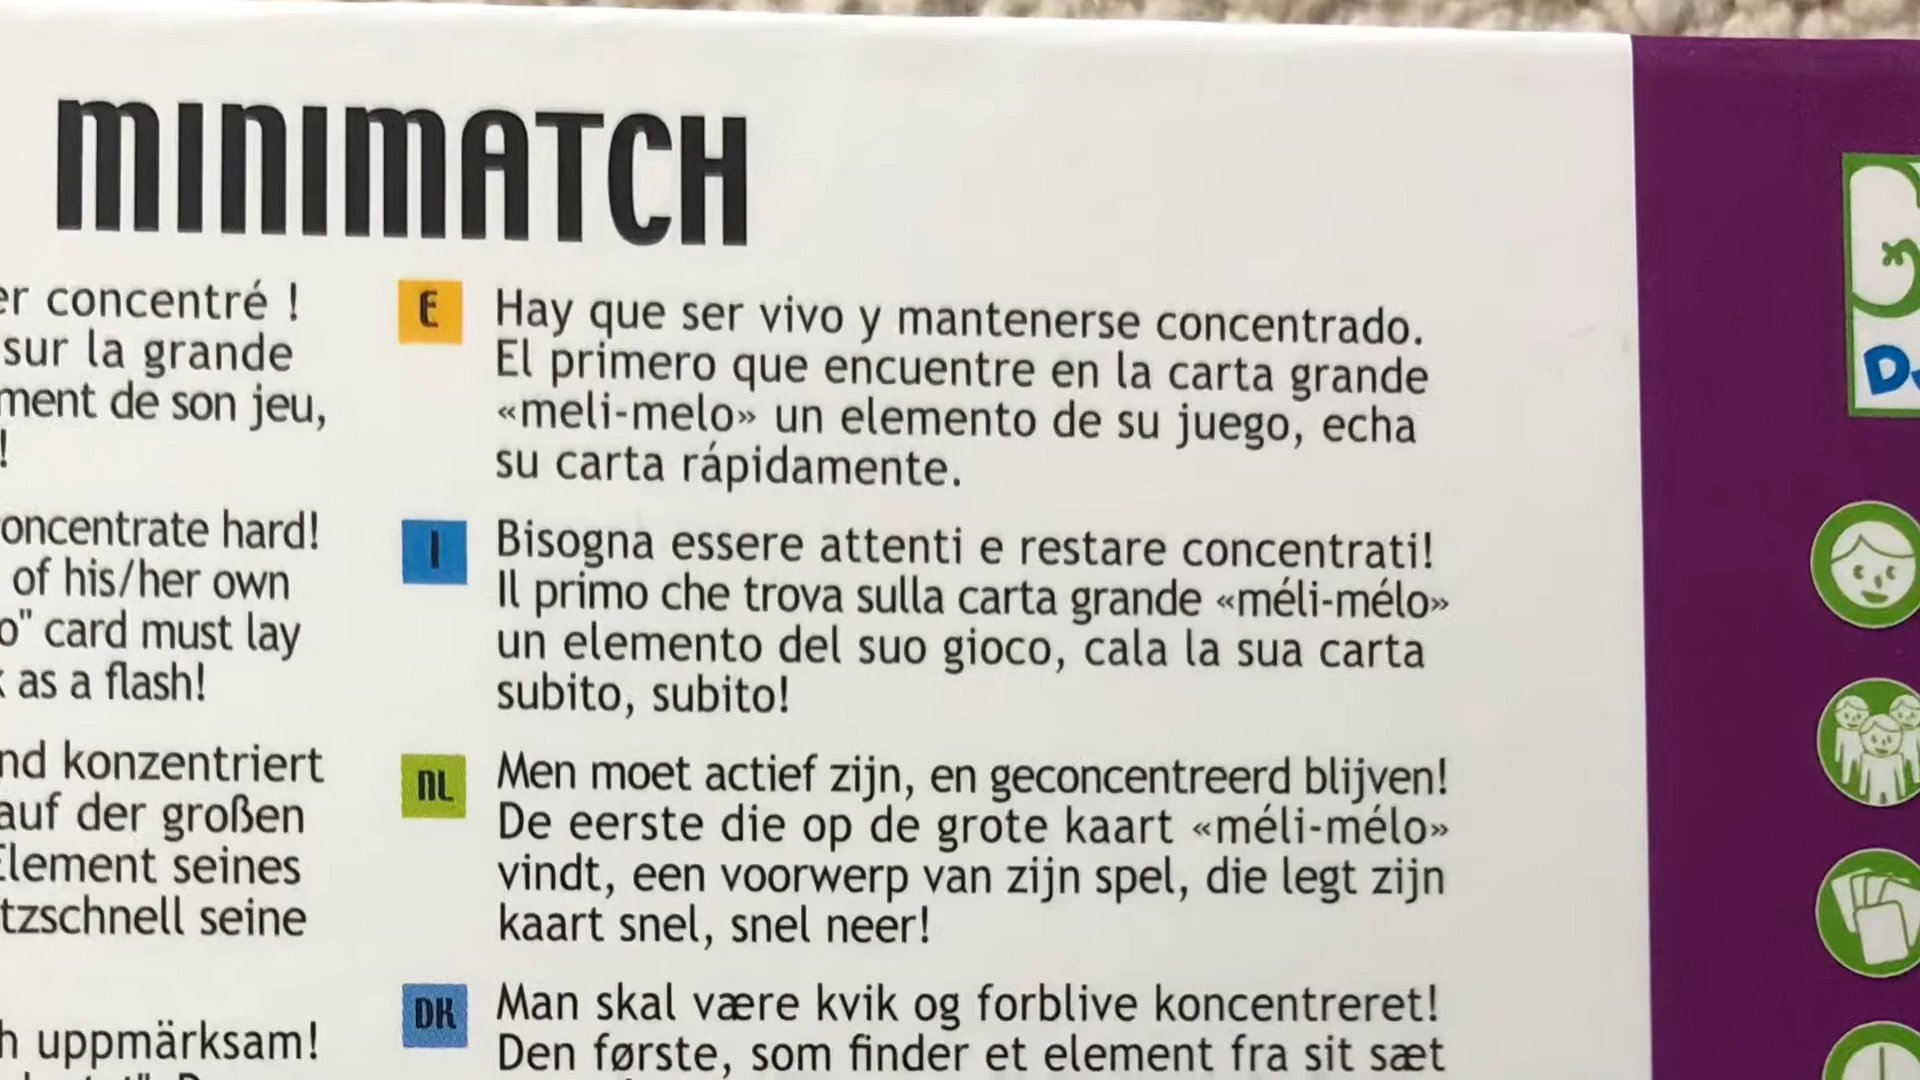 MINIMATCH
er concentré !
sur la grande
ment de son jeu,
!
oncentrate hard!
of his/her own
o" card must lay
as a flash!
nd konzentriert
auf der großen
Element seines
tzschnell seine
h uppmärksam!
E
Hay que ser vivo y mantenerse concentrado.
El primero que encuentre en la carta grande
«meli-melo» un elemento de su juego, echa
su carta rápidamente.
I
Bisogna essere attenti e restare concentrati!
Il primo che trova sulla carta grande «méli-mélo»
un elemento del suo gioco, cala la sua carta
subito, subito!
NL
Men moet actief zijn, en geconcentreerd blijven!
De eerste die op de grote kaart «méli-mélo»
vindt, een voorwerp van zijn spel, die legt zijn
kaart snel, snel neer!
DK
Man skal være kvik og forblive koncentreret!
Den første, som finder et element fra sit sæt